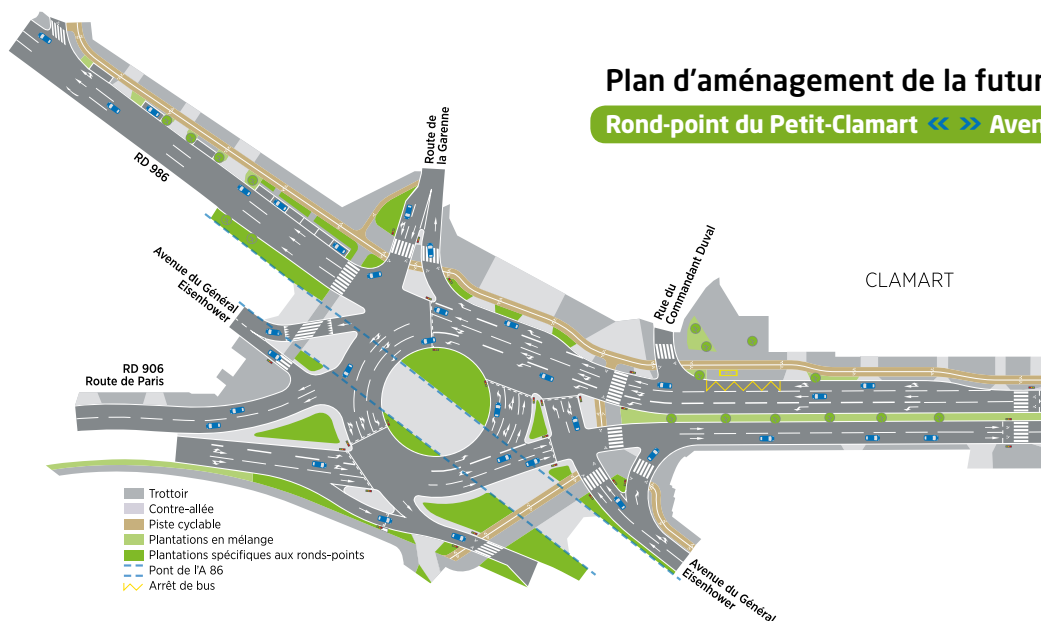 Plan d'aménagement de la futur
Rond-point du Petit-Clamart « » Aven
Route de
la Garenne
RD 986
Avenue du Général
Eisenhower
Rue du
Commandant Duval
CLAMART
RD 906
Route de Paris
Trottoir
Contre-allée
Piste cyclable
Plantations en mélange
Plantations spécifiques aux ronds-points
Pont de l'A 86
Arrêt de bus
Avenue du Général
Eisenhower